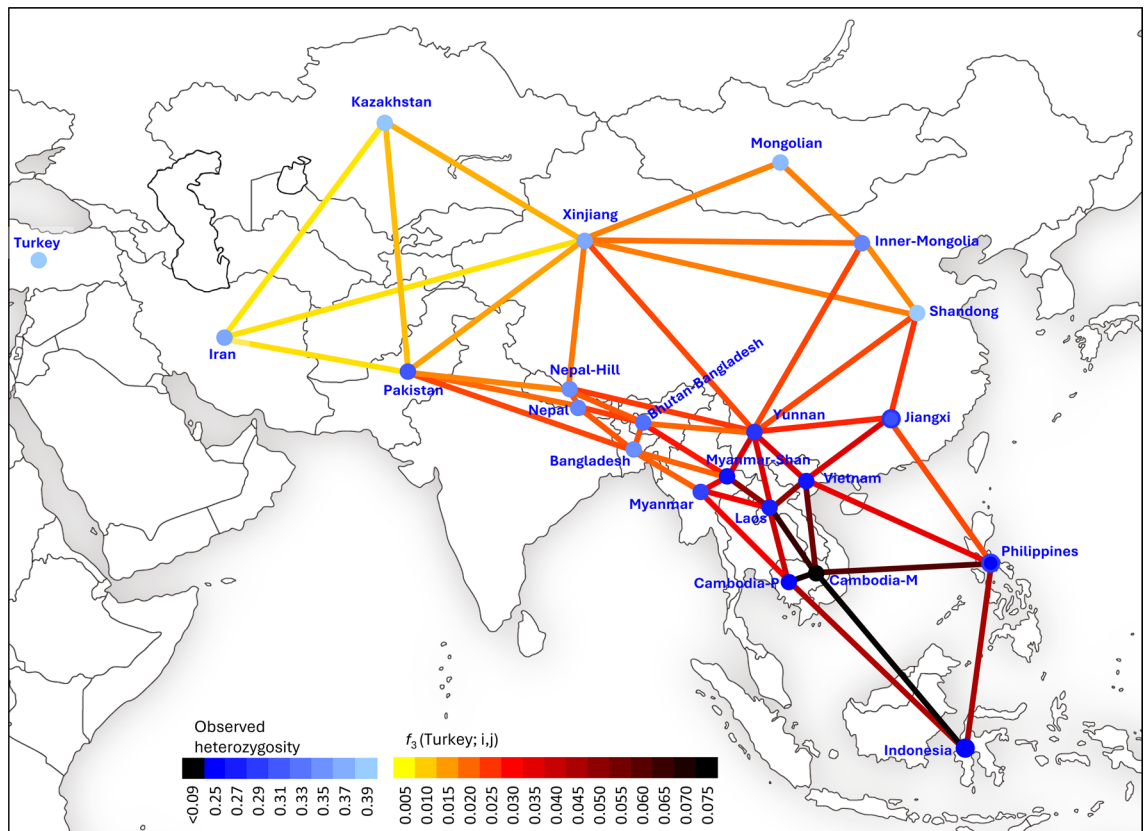 Kazakhstan
Mongolian
Xinjiang
Turkey
Inner-Mongolia
Shandong
Iran
Nepal-Hill
Bhutan-Bangladesh
Pakistan
Nepal
Yunnan
Jiangxi
Bangladesh
Myanmar-Shan
Vietnam
Myanmar
Laos
Philippines
Cambodia-P
Cambodia-M
Indonesia
Observed
heterozygosity
<0.09
0.25
0.27
0.29
0.31
0.33
0.35
0.37
0.39
f₃ (Turkey; i,j)
0.005
0.010
0.015
0.020
0.025
0.030
0.035
0.040
0.045
0.050
0.055
0.060
0.065
0.070
0.075